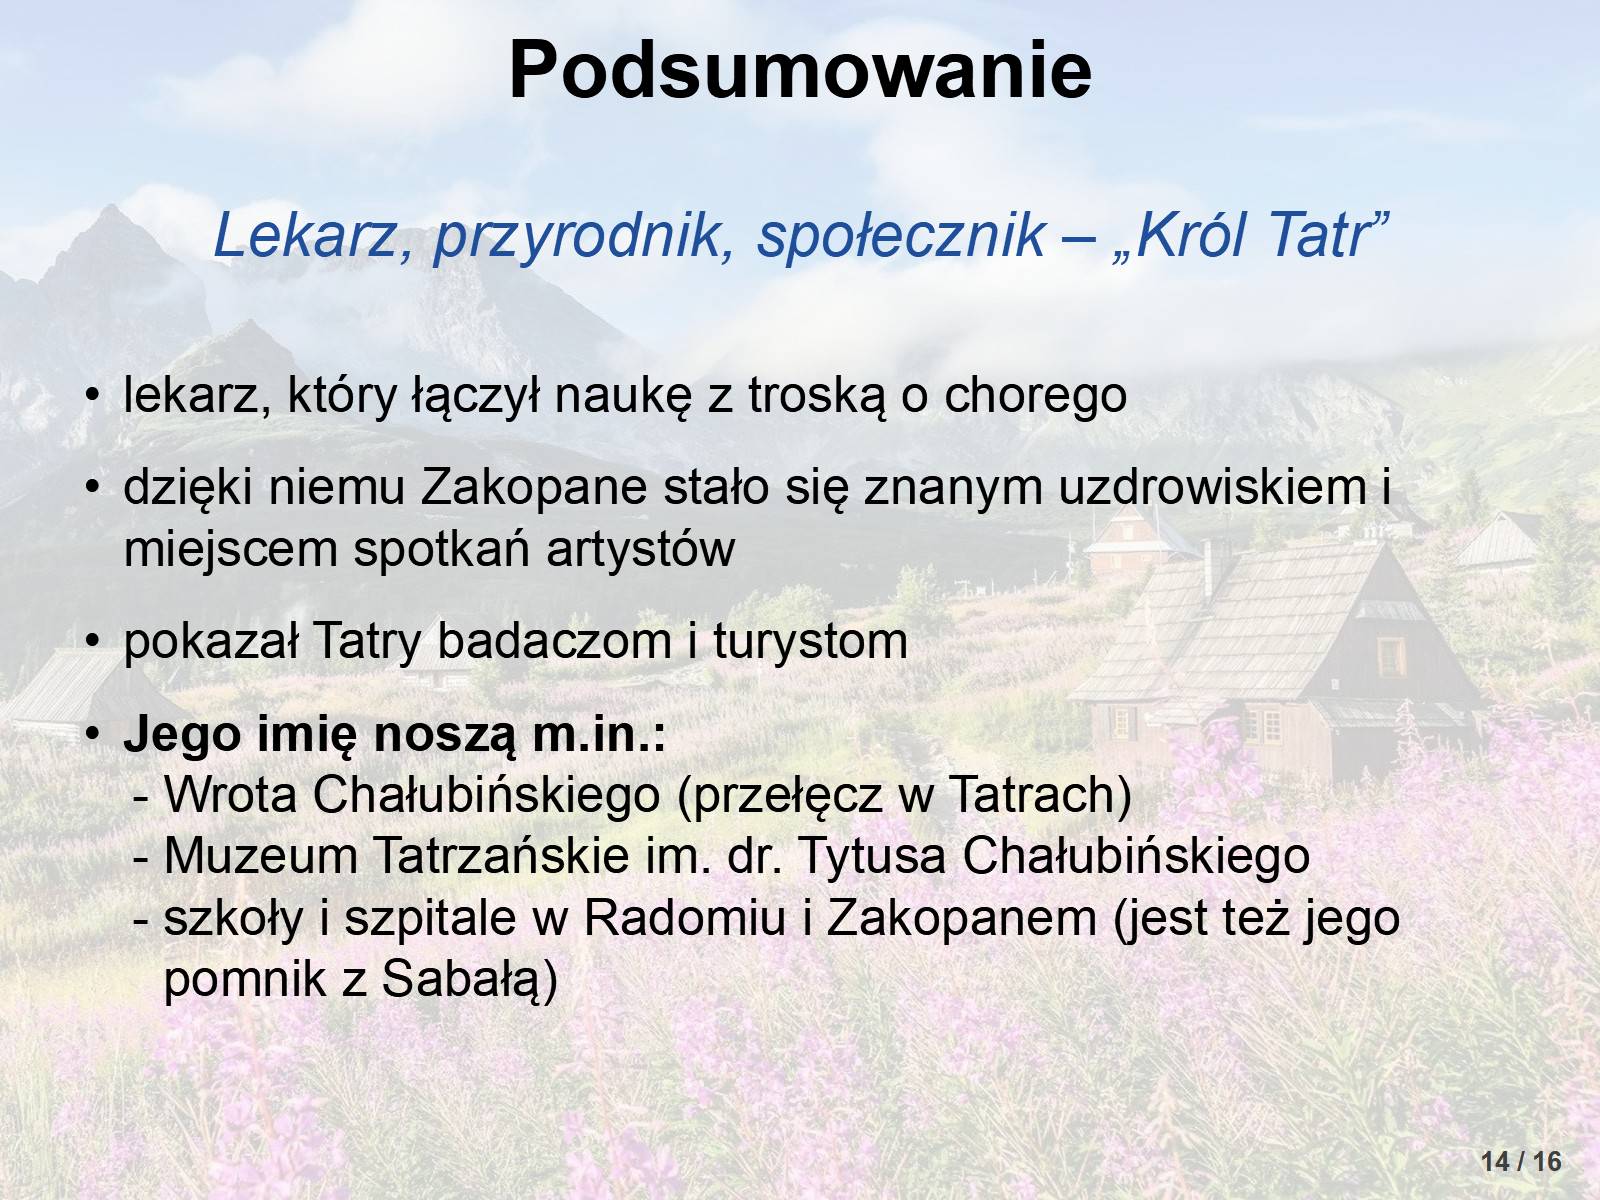 Podsumowanie
Lekarz, przyrodnik, społecznik – „Król Tatr”
• lekarz, który łączył naukę z troską o chorego
• dzięki niemu Zakopane stało się znanym uzdrowiskiem i
miejscem spotkań artystów
• pokazał Tatry badaczom i turystom
• Jego imię noszą m.in.:
- Wrota Chałubińskiego (przełęcz w Tatrach)
- Muzeum Tatrzańskie im. dr. Tytusa Chałubińskiego
- szkoły i szpitale w Radomiu i Zakopanem (jest też jego
pomnik z Sabałą)
14 / 16